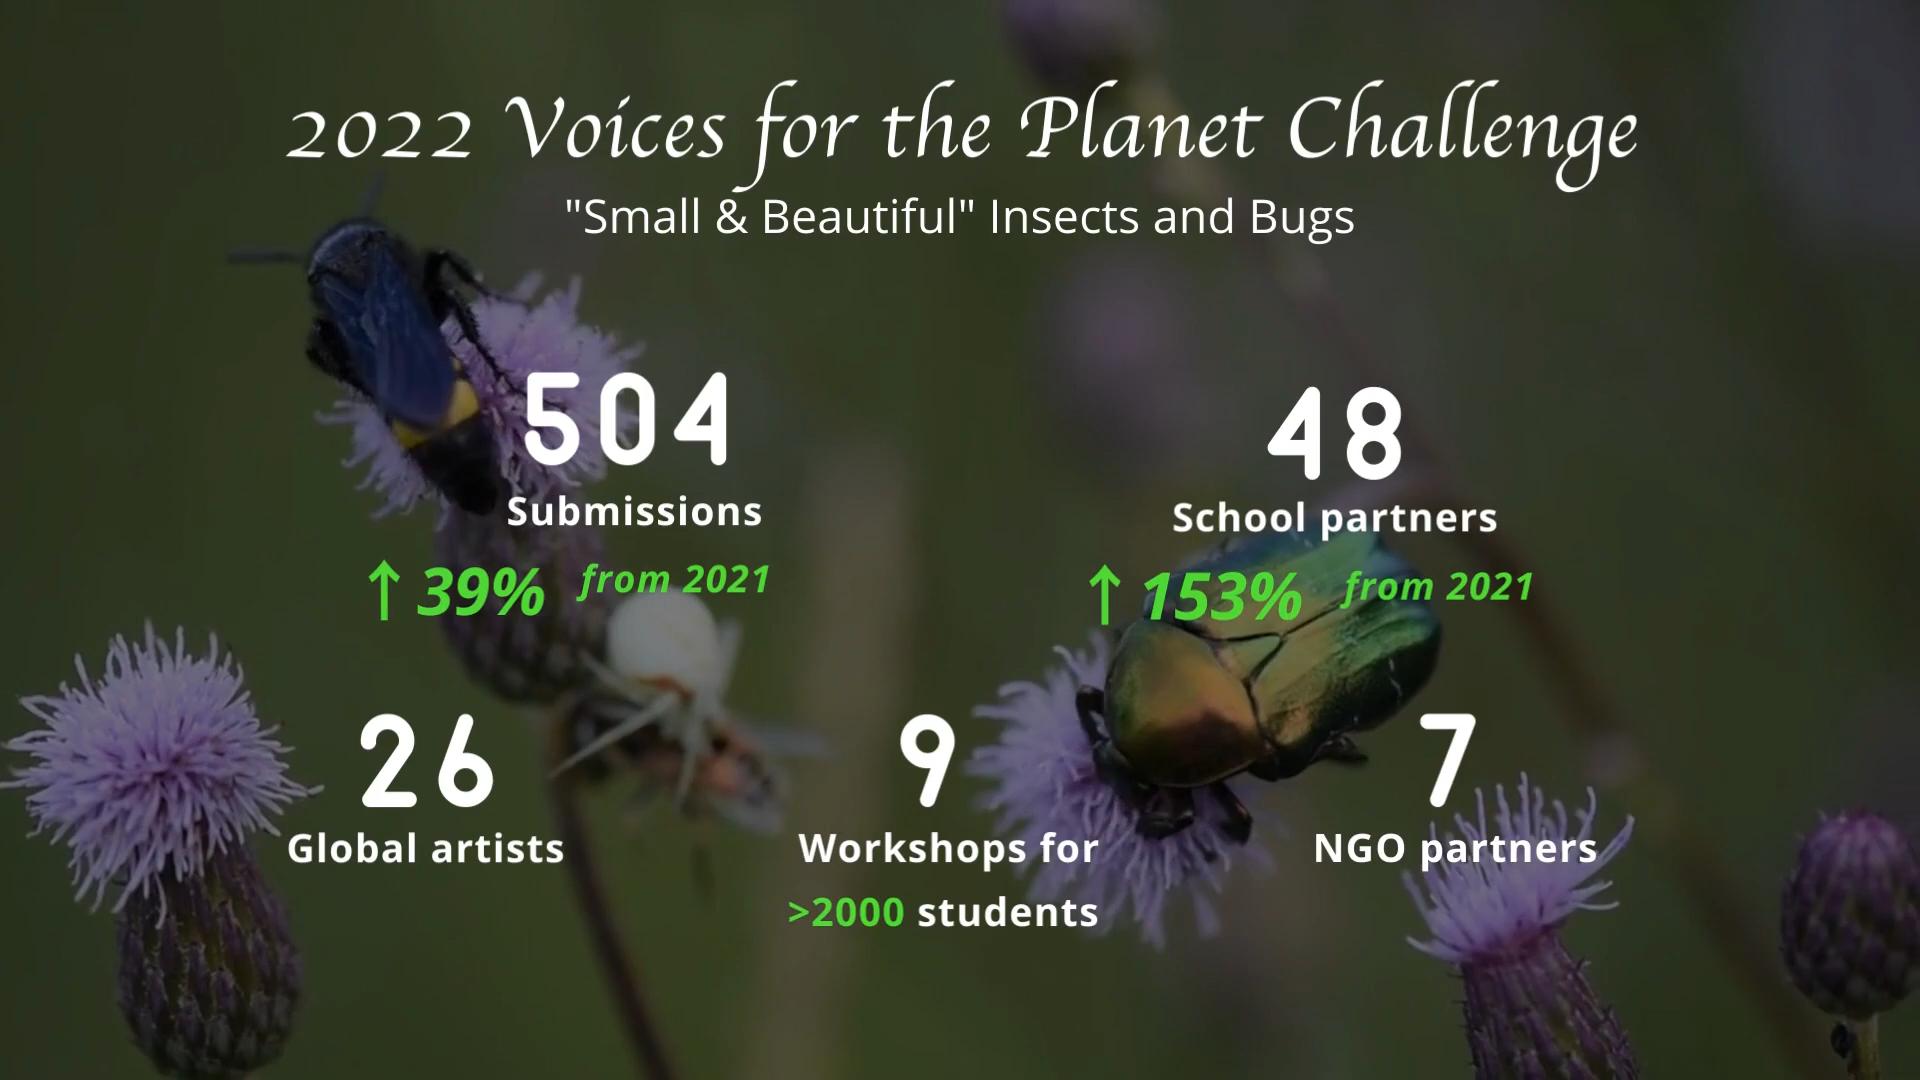 2022 Voices for the Planet Challenge
"Small & Beautiful" Insects and Bugs
504
Submissions
↑ 39% from 2021
48
School partners
↑ 153% from 2021
26
Global artists
9
Workshops for
>2000 students
7
NGO partners